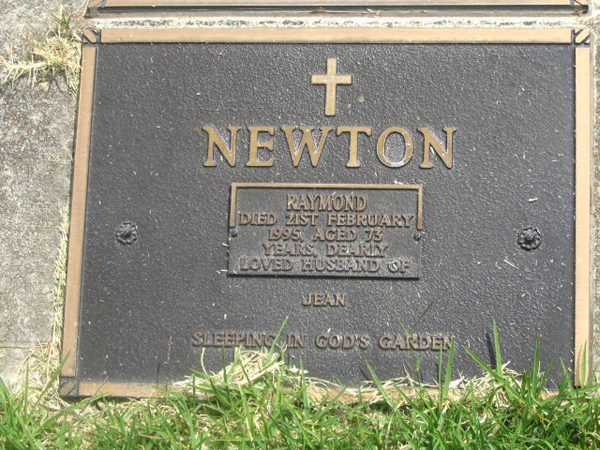 NEWTON
RAYMOND
DIED 21ST FEBRUARY
1995 AGED 73
YEARS DEARLY
LOVED HUSBAND OF
JEAN
SLEEPING IN GOD'S GARDEN